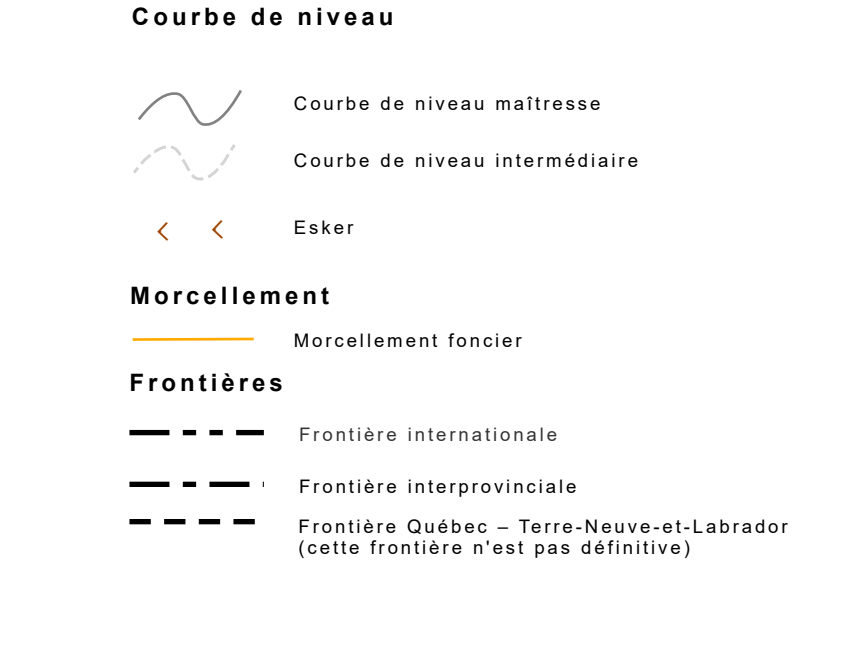 Courbe de niveau
Courbe de niveau maîtresse
Courbe de niveau intermédiaire
Esker
Morcellement
Morcellement foncier
Frontières
Frontière internationale
Frontière interprovinciale
Frontière Québec – Terre-Neuve-et-Labrador
(cette frontière n'est pas définitive)